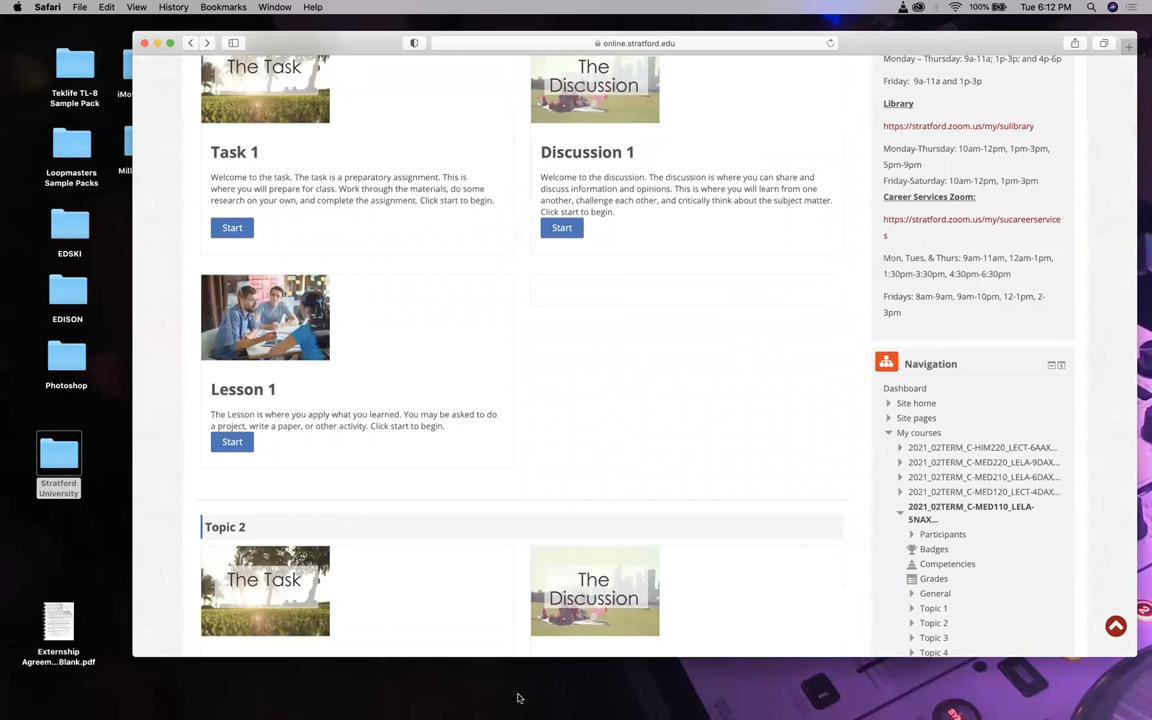 Safari File Edit View History Bookmarks Window Help
100% Tue 6:12 PM
Teklife TL-8
Sample Pack
iMov
Loopmasters
Sample Packs
Mill
EDSKI
EDISON
Photoshop
Stratford
University
Externship
Agreem...Blank.pdf
online.stratford.edu
The Task
Task 1
Welcome to the task. The task is a preparatory assignment. This is
where you will prepare for class. Work through the materials, do some
research on your own, and complete the assignment. Click start to begin.
Start
The
Discussion
Discussion 1
Welcome to the discussion. The discussion is where you can share and
discuss information and opinions. This is where you will learn from one
another, challenge each other, and critically think about the subject matter.
Click start to begin.
Start
Lesson 1
The Lesson is where you apply what you learned. You may be asked to do
a project, write a paper, or other activity. Click start to begin.
Start
Topic 2
The Task
The
Discussion
Monday – Thursday: 9a-11a; 1p-3p; and 4p-6p
Friday: 9a-11a and 1p-3p
Library
https://stratford.zoom.us/my/sulibrary
Monday-Thursday: 10am-12pm, 1pm-3pm,
5pm-9pm
Friday-Saturday: 10am-12pm, 1pm-3pm
Career Services Zoom:
https://stratford.zoom.us/my/sucareerservice
s
Mon, Tues, & Thurs: 9am-11am, 12am-1pm,
1:30pm-3:30pm, 4:30pm-6:30pm
Fridays: 8am-9am, 9am-10pm, 12-1pm, 2-
3pm
Navigation
Dashboard
Site home
Site pages
My courses
2021_02TERM_C-HIM220_LECT-6AAX...
2021_02TERM_C-MED220_LELA-9DAX...
2021_02TERM_C-MED210_LELA-6DAX...
2021_02TERM_C-MED120_LECT-4DAX...
2021_02TERM_C-MED110_LELA-
5NAX...
Participants
Badges
Competencies
Grades
General
Topic 1
Topic 2
Topic 3
Topic 4